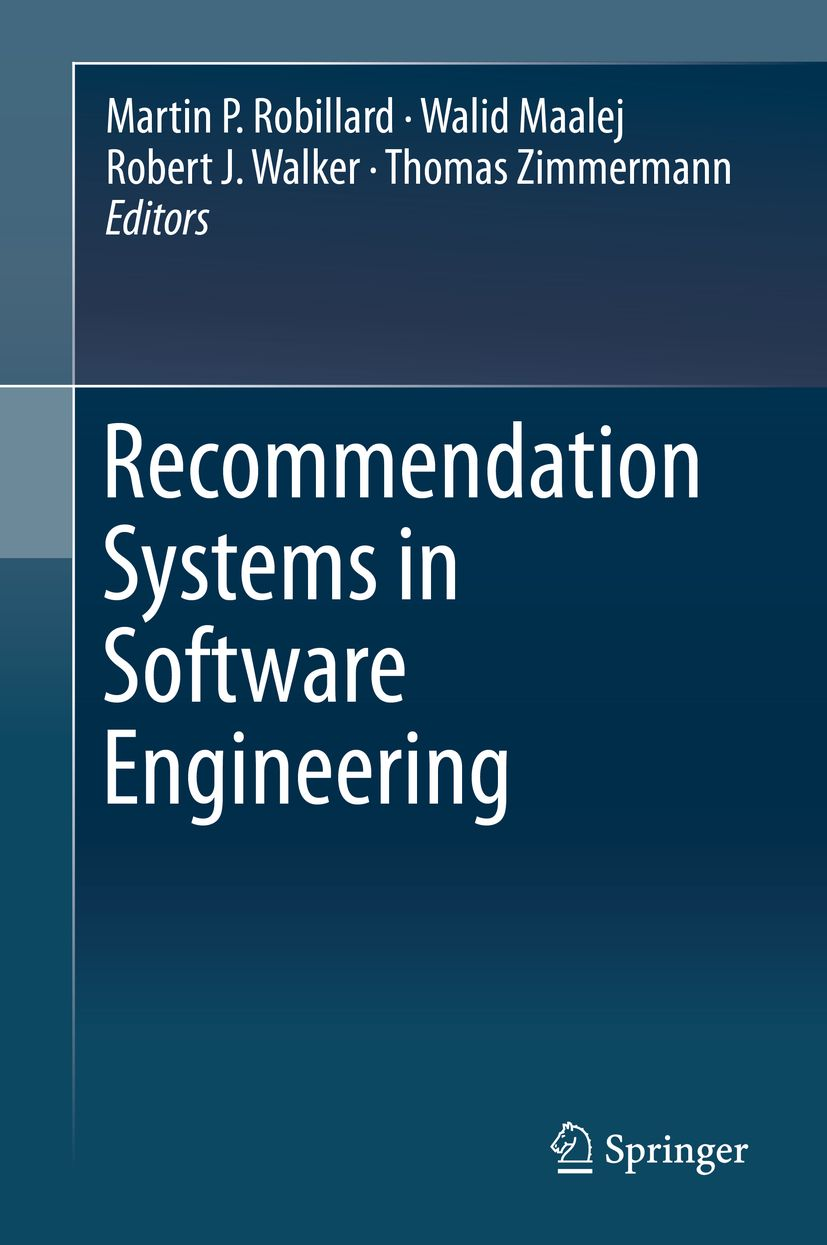 Martin P. Robillard · Walid Maalej
Robert J. Walker · Thomas Zimmermann
Editors
Recommendation
Systems in
Software
Engineering
Springer